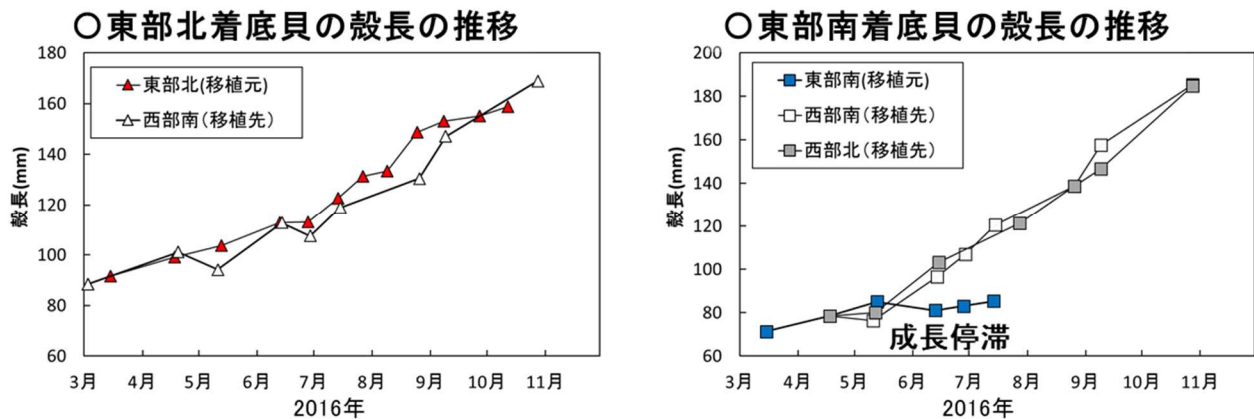 〇東部北着底貝の殻長の推移
180
160
140
120
100
80
60
殻長(mm)
東部北(移植元)
西部南(移植先)
3月 4月 5月 6月 7月 8月 9月 10月 11月
2016年
〇東部南着底貝の殻長の推移
200
180
160
140
120
100
80
60
殻長(mm)
東部南(移植元)
西部南(移植先)
西部北(移植先)
成長停滞
3月 4月 5月 6月 7月 8月 9月 10月 11月
2016年